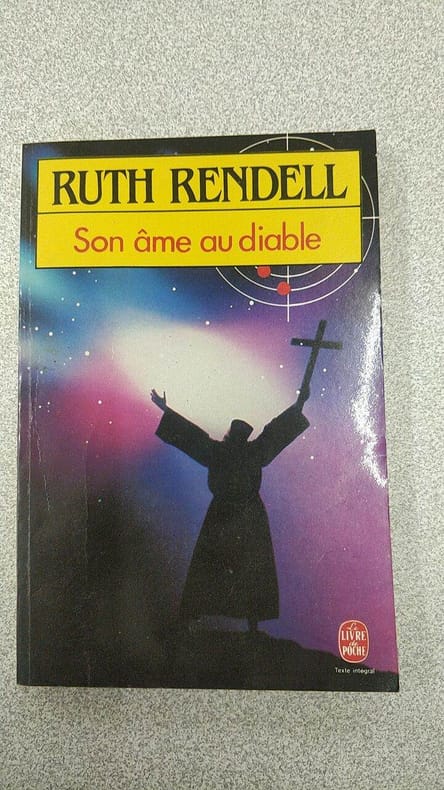 RUTH RENDELL
Son âme au diable
Le
LIVRE
de
POCHE
Texte intégral